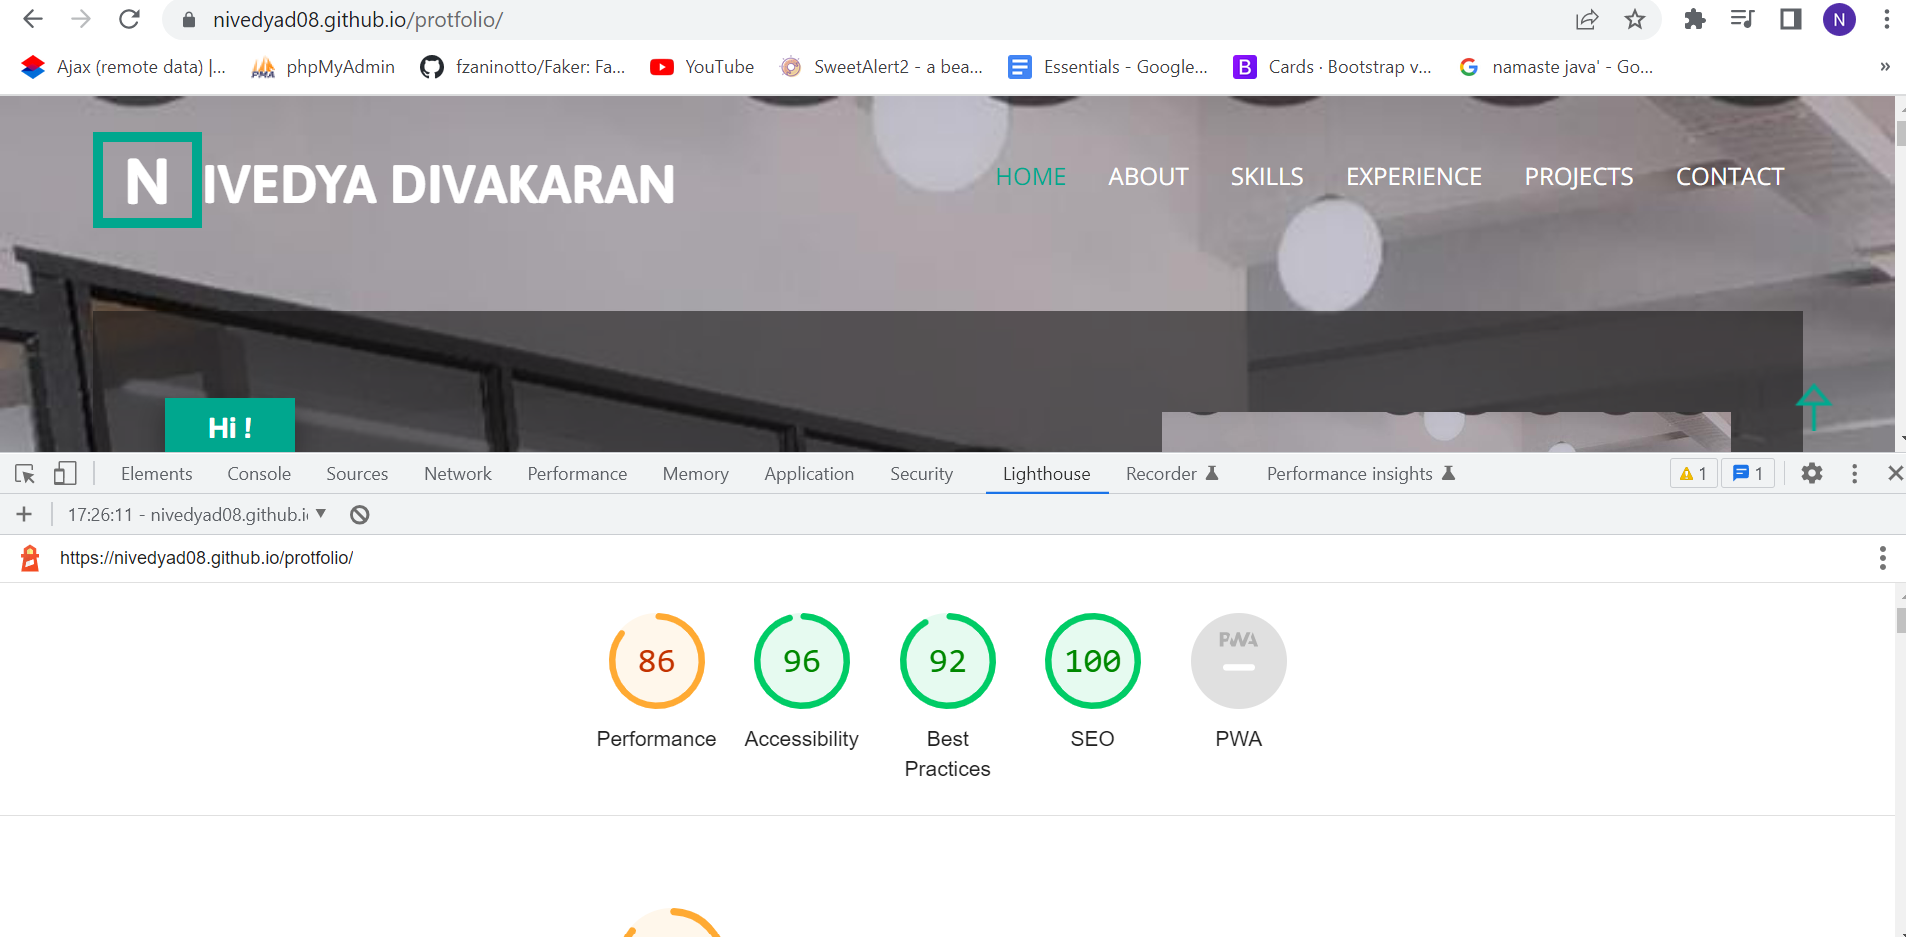 nivedyad08.github.io/protfolio/
N
Ajax (remote data) |...
phpMyAdmin
fzaninotto/Faker: Fa...
YouTube
SweetAlert2 - a bea...
Essentials - Google...
B
Cards · Bootstrap v...
G
namaste java' - Go...
»
NIVEDYA DIVAKARAN
HOME
ABOUT
SKILLS
EXPERIENCE
PROJECTS
CONTACT
Hi !
Elements
Console
Sources
Network
Performance
Memory
Application
Security
Lighthouse
Recorder
Performance insights
1
1
17:26:11 - nivedyad08.github.i
https://nivedyad08.github.io/protfolio/
86
96
92
100
PWA
Performance
Accessibility
Best
Practices
SEO
PWA